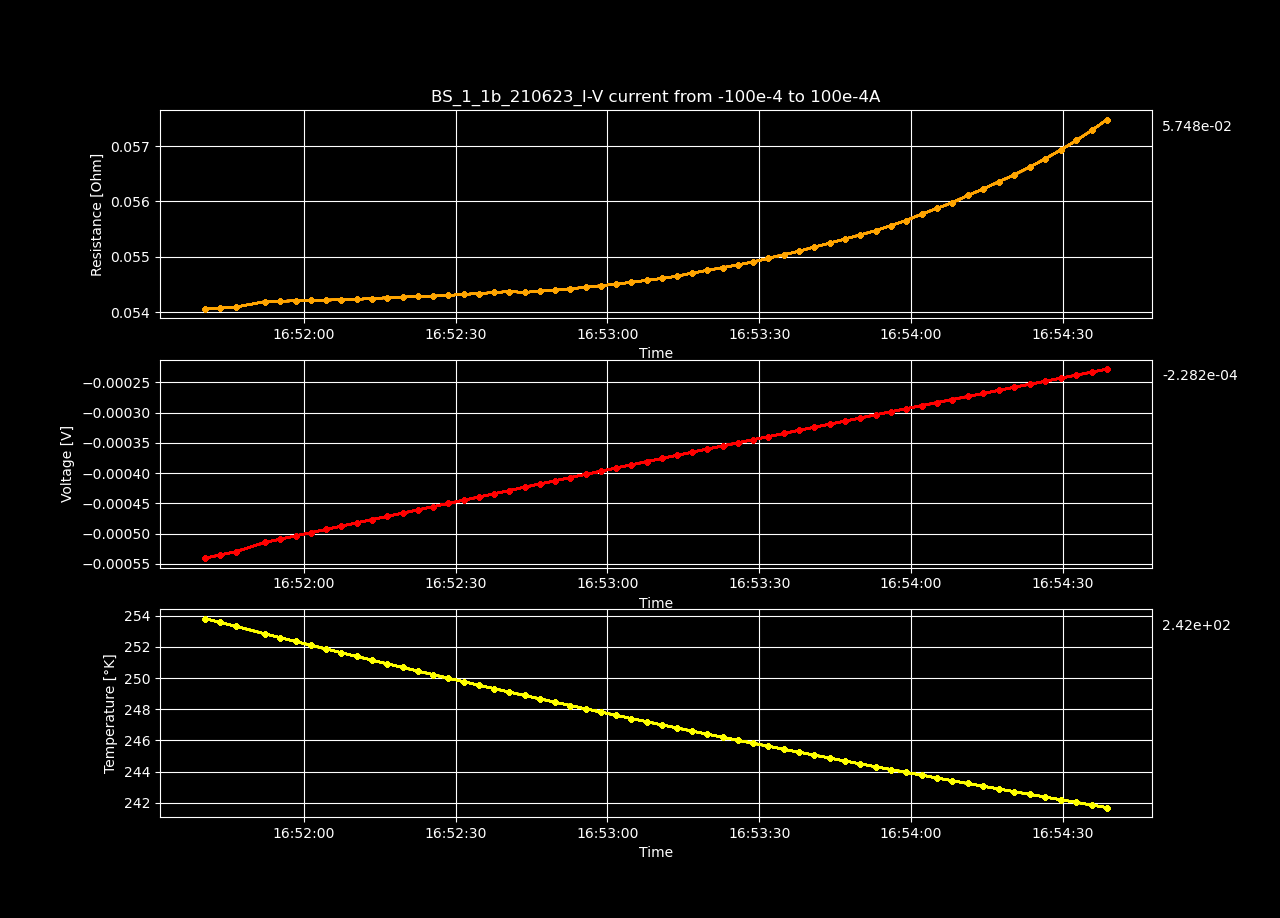 BS_1_1b_210623_I-V current from -100e-4 to 100e-4A
5.748e-02
Resistance [Ohm]
0.057
0.056
0.055
0.054
16:52:00 16:52:30 16:53:00 16:53:30 16:54:00 16:54:30
Time
-2.282e-04
Voltage [V]
−0.00025
−0.00030
−0.00035
−0.00040
−0.00045
−0.00050
−0.00055
16:52:00 16:52:30 16:53:00 16:53:30 16:54:00 16:54:30
Time
2.42e+02
Temperature [°K]
254
252
250
248
246
244
242
16:52:00 16:52:30 16:53:00 16:53:30 16:54:00 16:54:30
Time